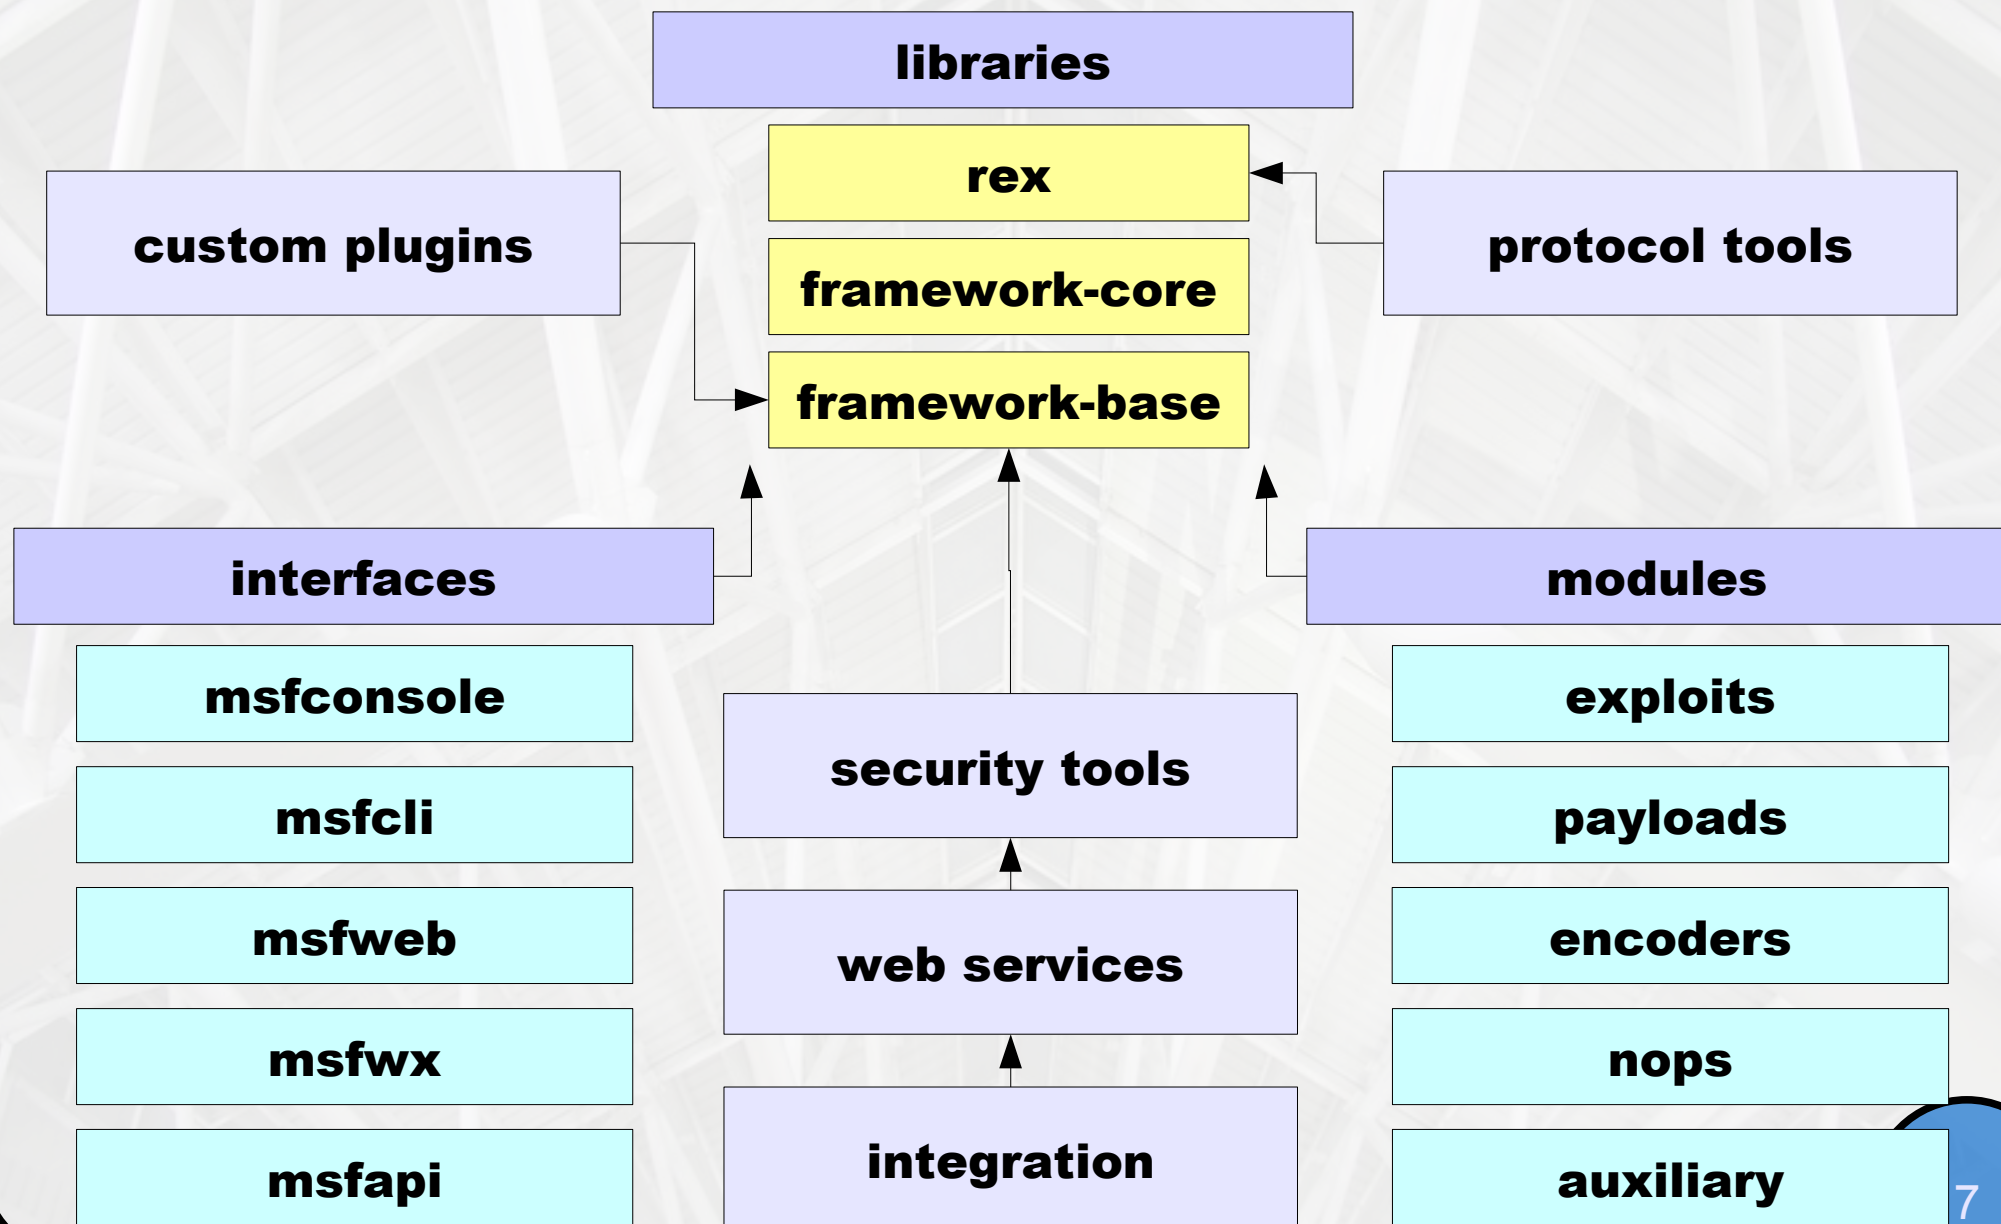 libraries
rex
custom plugins
protocol tools
framework-core
framework-base
interfaces
modules
msfconsole
exploits
security tools
msfcli
payloads
msfweb
encoders
web services
msfwx
nops
integration
msfapi
auxiliary
7